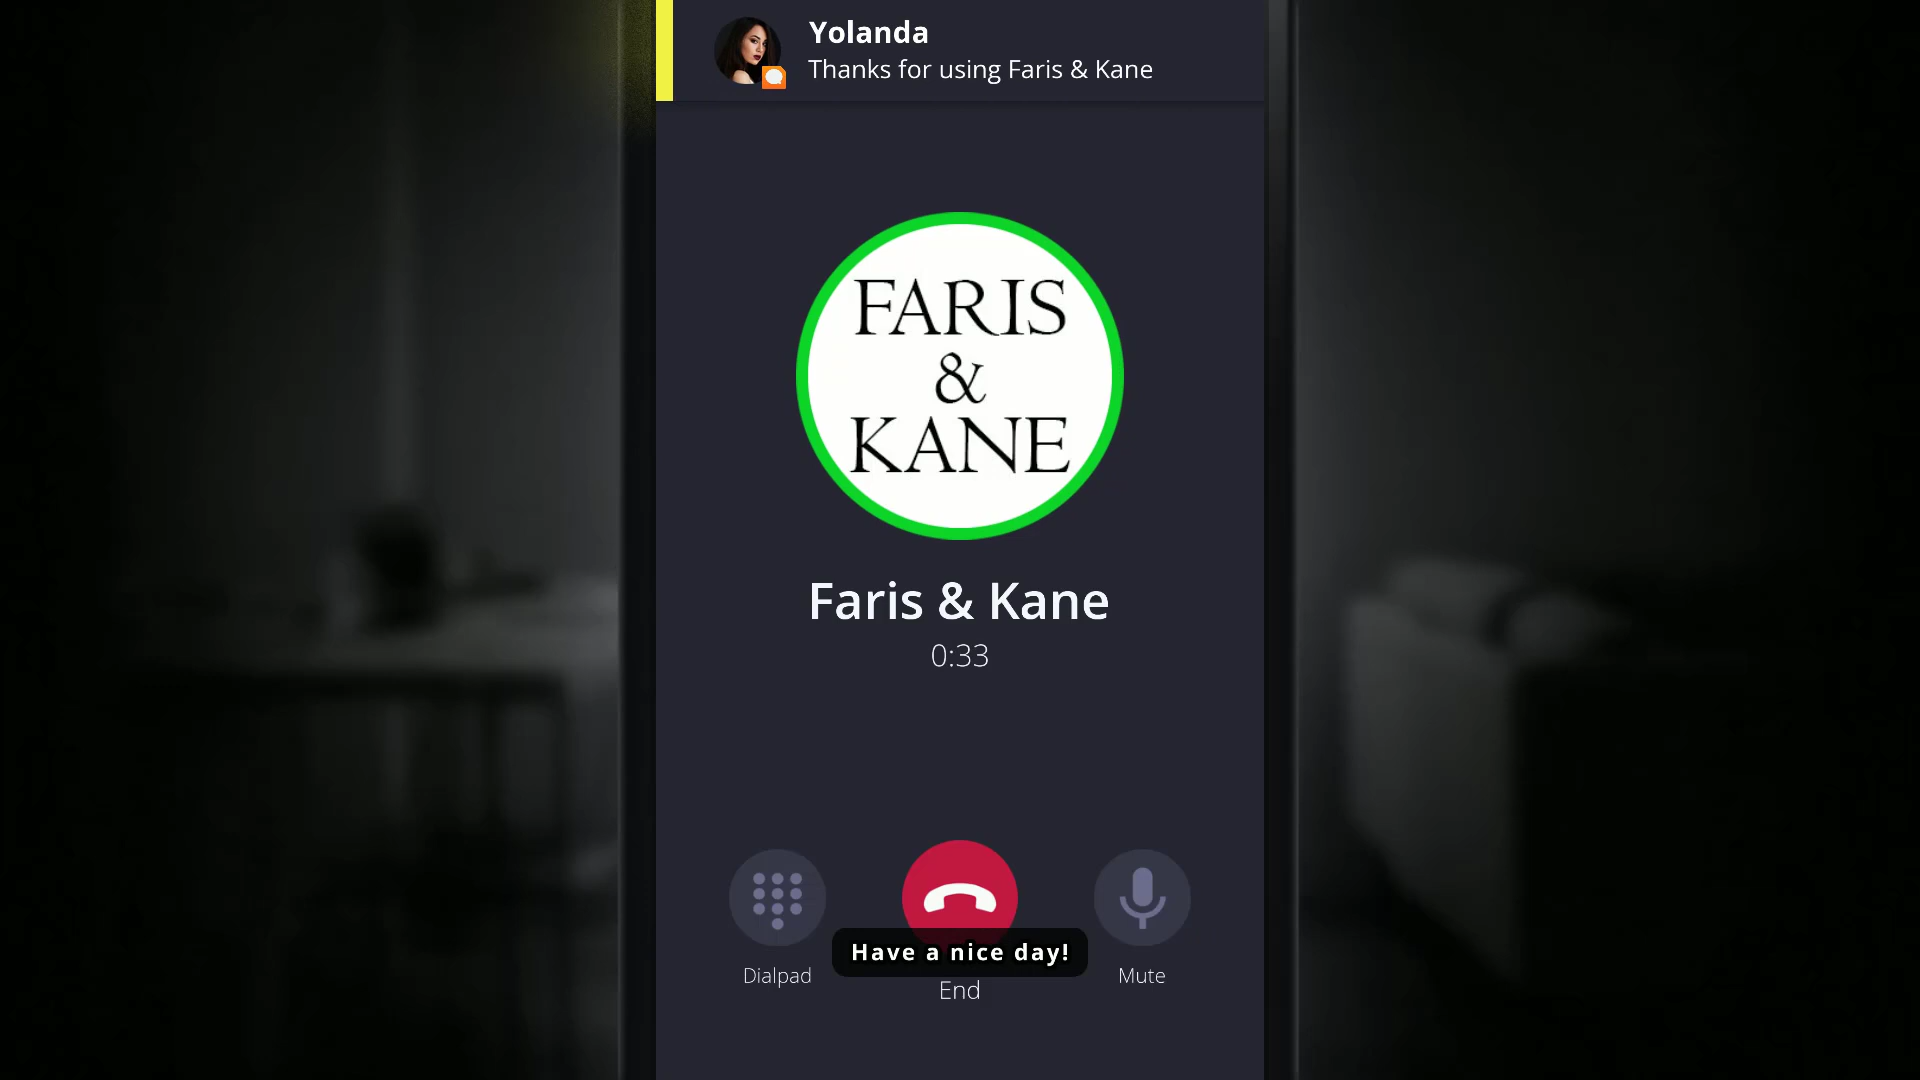 Yolanda
Thanks for using Faris & Kane
FARIS
&
KANE
Faris & Kane
0:33
Have a nice day!
Dialpad
End
Mute